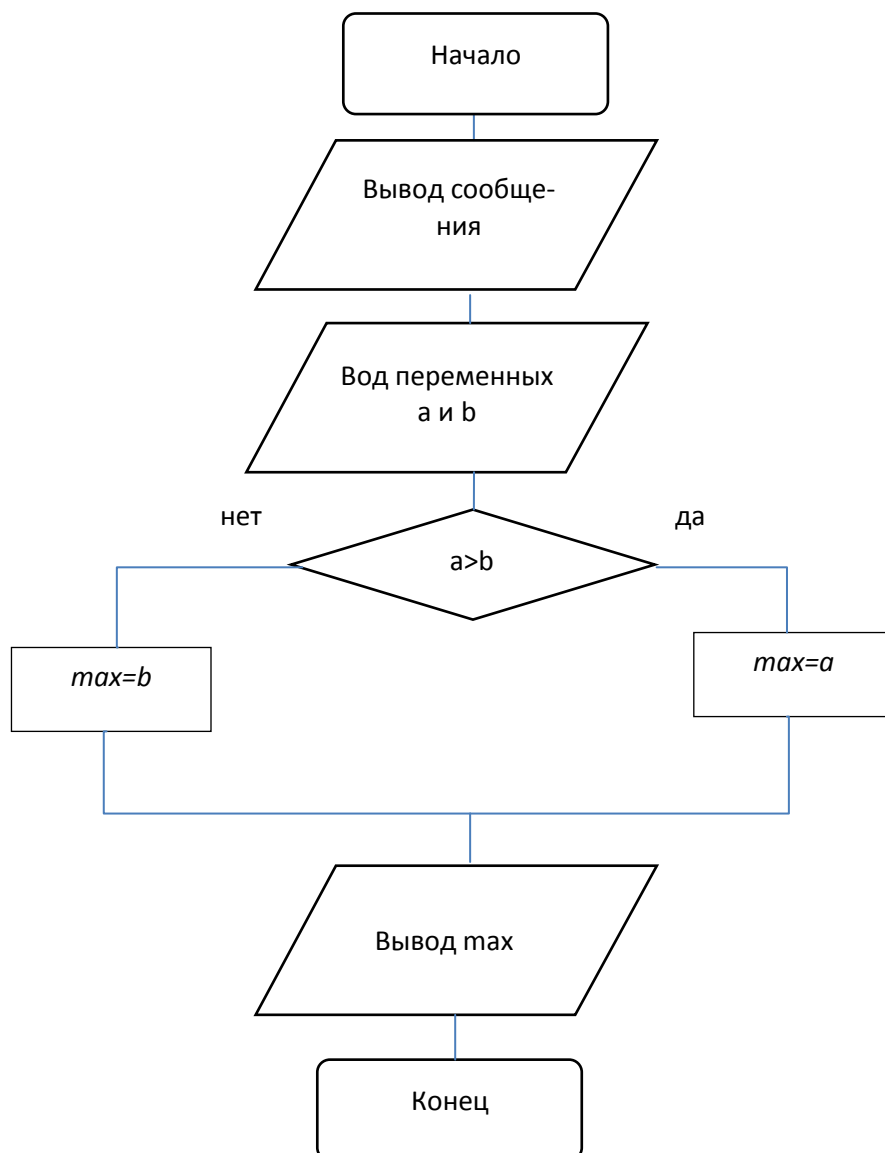 Начало
Вывод сообще-
ния
Вод переменных
a и b
нет
да
a>b
max=b
max=a
Вывод max
Конец